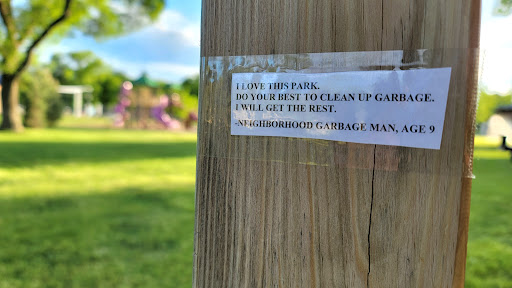 I LOVE THIS PARK.
DO YOUR BEST TO CLEAN UP GARBAGE.
I WILL GET THE REST.
-NEIGHBORHOOD GARBAGE MAN, AGE 9